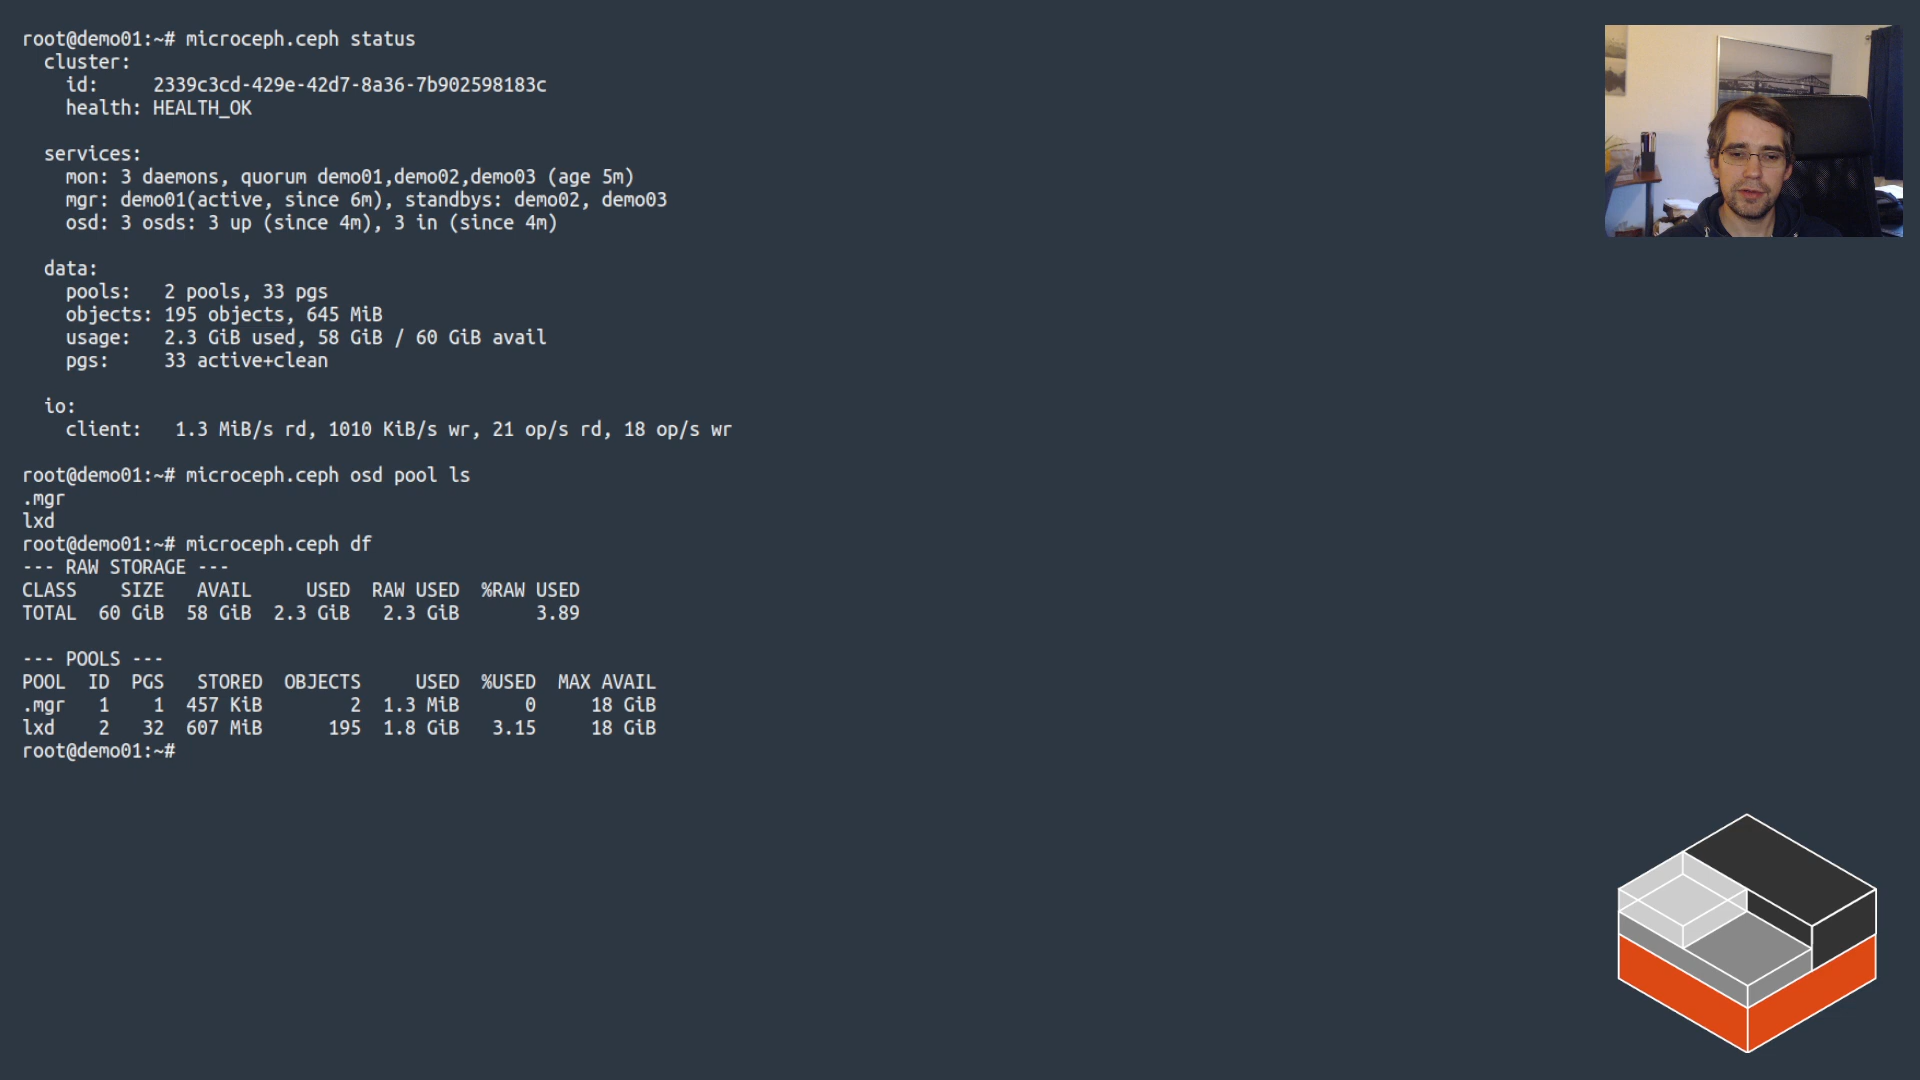 root@demo01:~# microceph.ceph status
  cluster:
    id:     2339c3cd-429e-42d7-8a36-7b902598183c
    health: HEALTH_OK

  services:
    mon: 3 daemons, quorum demo01,demo02,demo03 (age 5m)
    mgr: demo01(active, since 6m), standbys: demo02, demo03
    osd: 3 osds: 3 up (since 4m), 3 in (since 4m)

  data:
    pools:   2 pools, 33 pgs
    objects: 195 objects, 645 MiB
    usage:   2.3 GiB used, 58 GiB / 60 GiB avail
    pgs:     33 active+clean

  io:
    client:   1.3 MiB/s rd, 1010 KiB/s wr, 21 op/s rd, 18 op/s wr

root@demo01:~# microceph.ceph osd pool ls
.mgr
lxd
root@demo01:~# microceph.ceph df
--- RAW STORAGE ---
CLASS    SIZE   AVAIL     USED  RAW USED  %RAW USED
TOTAL  60 GiB  58 GiB  2.3 GiB   2.3 GiB       3.89

--- POOLS ---
POOL  ID  PGS   STORED  OBJECTS     USED  %USED  MAX AVAIL
.mgr   1    1  457 KiB        2  1.3 MiB      0     18 GiB
lxd    2   32  607 MiB      195  1.8 GiB   3.15     18 GiB
root@demo01:~#